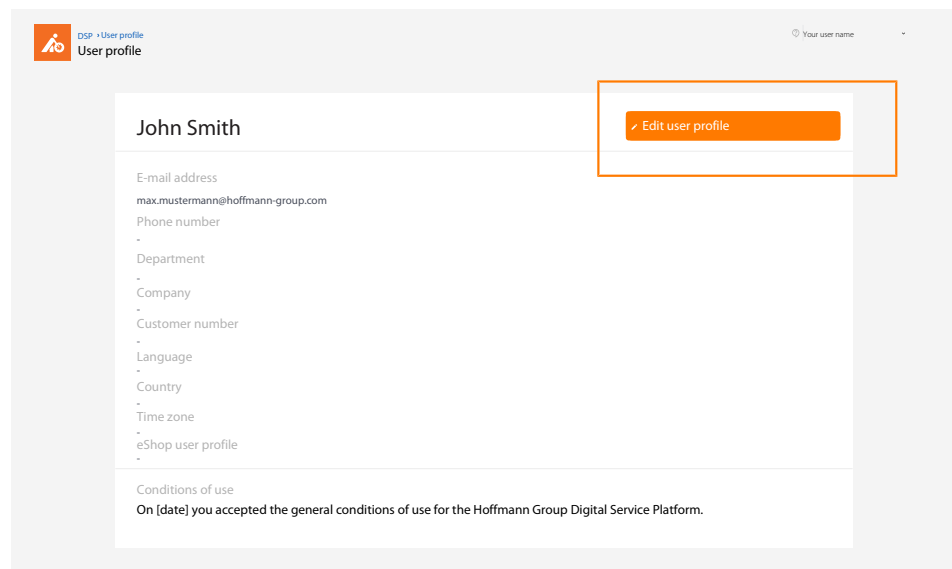 DSP › User profile
User profile
Your user name
John Smith
Edit user profile
E-mail address
max.mustermann@hoffmann-group.com
Phone number
-
Department
-
Company
-
Customer number
-
Language
-
Country
-
Time zone
-
eShop user profile
-
Conditions of use
On [date] you accepted the general conditions of use for the Hoffmann Group Digital Service Platform.